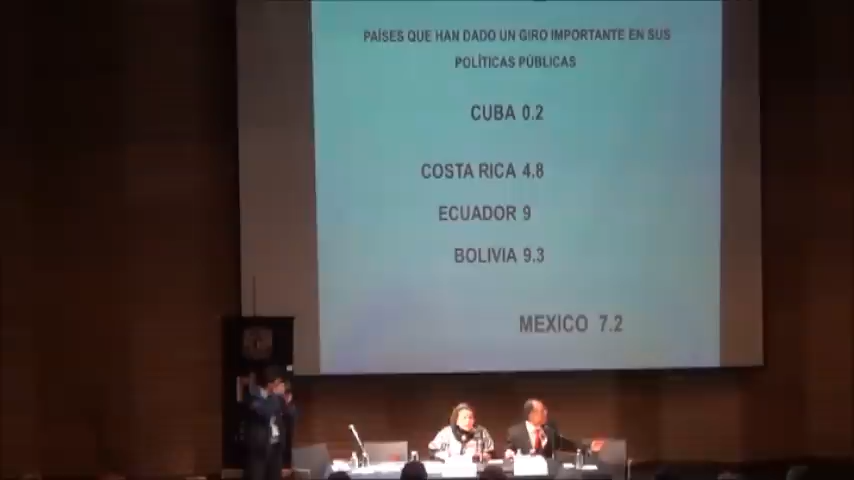 PAÍSES QUE HAN DADO UN GIRO IMPORTANTE EN SUS
POLÍTICAS PÚBLICAS
CUBA 0.2
COSTA RICA 4.8
ECUADOR 9
BOLIVIA 9.3
MEXICO 7.2